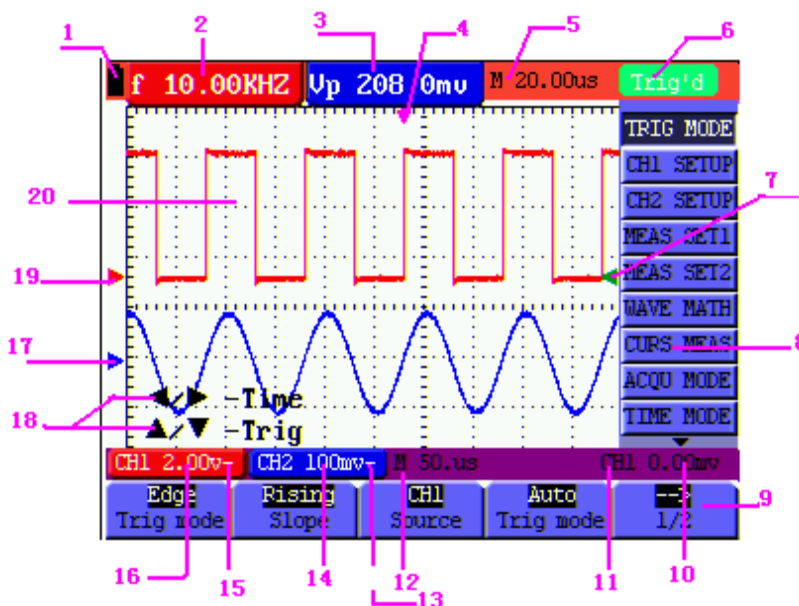 1 2 3 4 5 6
f 10.00KHZ Vp 208 0mv M 20.00us Trig'd
TRIG MODE
CH1 SETUP
CH2 SETUP
MEAS SET1
MEAS SET2
WAVE MATH
CURS MEAS
ACQU MODE
TIME MODE
7
20
19
17
8
18
◀/▶ -Time
▲/▼ -Trig
CH1 2.00v- CH2 100mv- M 50.us CH1 0.00mv
Edge Rising CH1 Auto -->
Trig mode Slope Source Trig mode 1/2
9
16 15 14 13 12 11 10